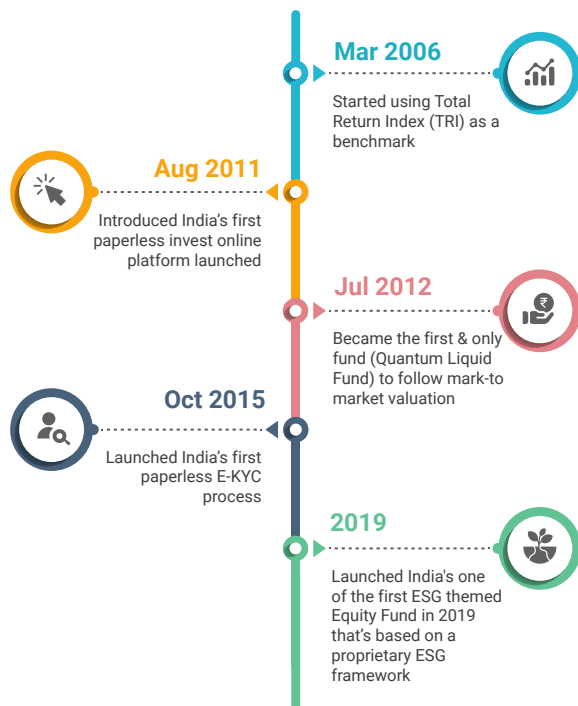 Mar 2006
Started using Total
Return Index (TRI) as a
benchmark
Aug 2011
Introduced India's first
paperless invest online
platform launched
Jul 2012
₹
Became the first & only
fund (Quantum Liquid
Fund) to follow mark-to
market valuation
Oct 2015
Launched India's first
paperless E-KYC
process
2019
Launched India's one
of the first ESG themed
Equity Fund in 2019
that's based on a
proprietary ESG
framework